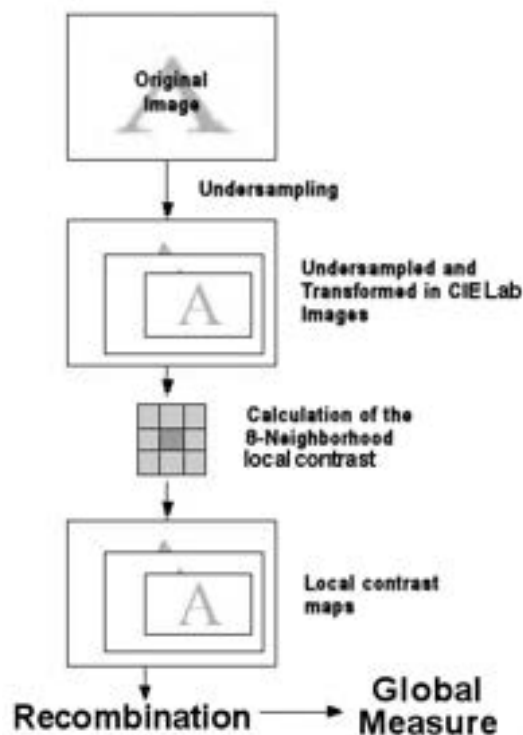 Original
Image
Undersampling
A
Undersampled and
Transformed in CIELab
Images
Calculation of the
8-Neighborhood
local contrast
A
Local contrast
maps
Recombination
Global
Measure